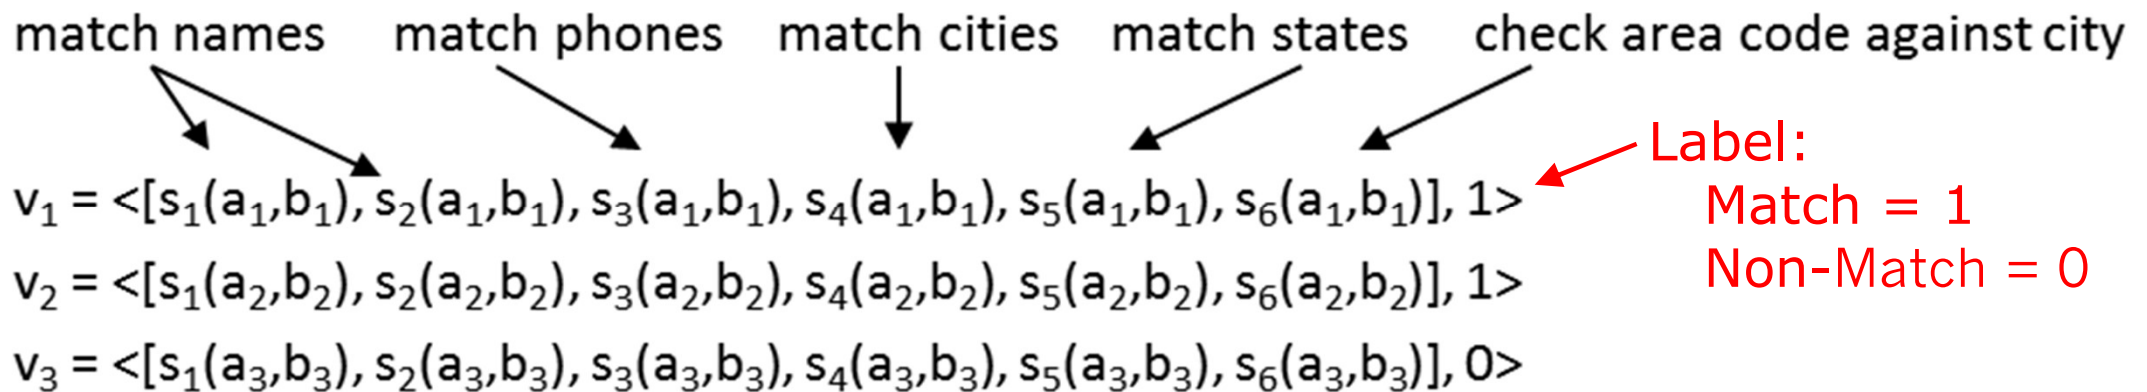 match names match phones match cities match states check area code against city
Label:
Match = 1
v₁ = <[s₁(a₁,b₁), s₂(a₁,b₁), s₃(a₁,b₁), s₄(a₁,b₁), s₅(a₁,b₁), s₆(a₁,b₁)], 1>
Non-Match = 0
v₂ = <[s₁(a₂,b₂), s₂(a₂,b₂), s₃(a₂,b₂), s₄(a₂,b₂), s₅(a₂,b₂), s₆(a₂,b₂)], 1>
v₃ = <[s₁(a₃,b₃), s₂(a₃,b₃), s₃(a₃,b₃), s₄(a₃,b₃), s₅(a₃,b₃), s₆(a₃,b₃)], 0>